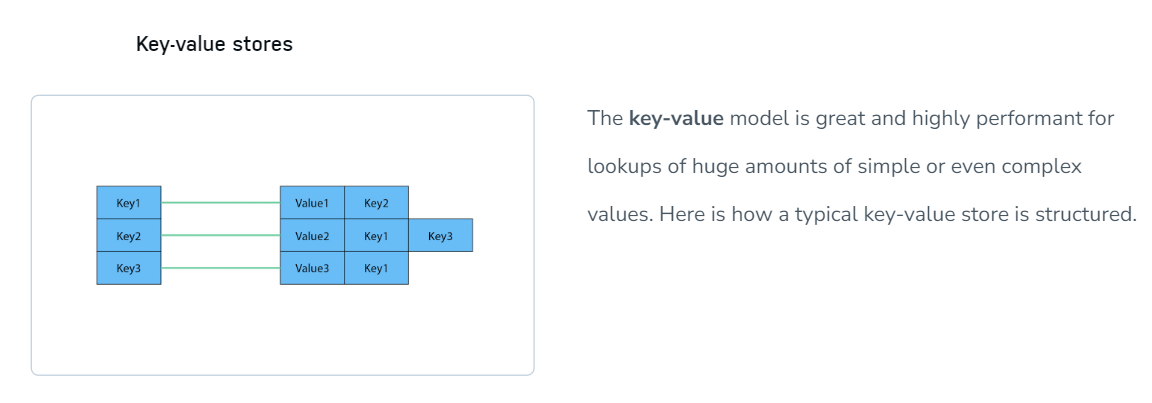 Key-value stores
The key-value model is great and highly performant for
lookups of huge amounts of simple or even complex
values. Here is how a typical key-value store is structured.
Key1 Value1 Key2
Key2 Value2 Key1 Key3
Key3 Value3 Key1